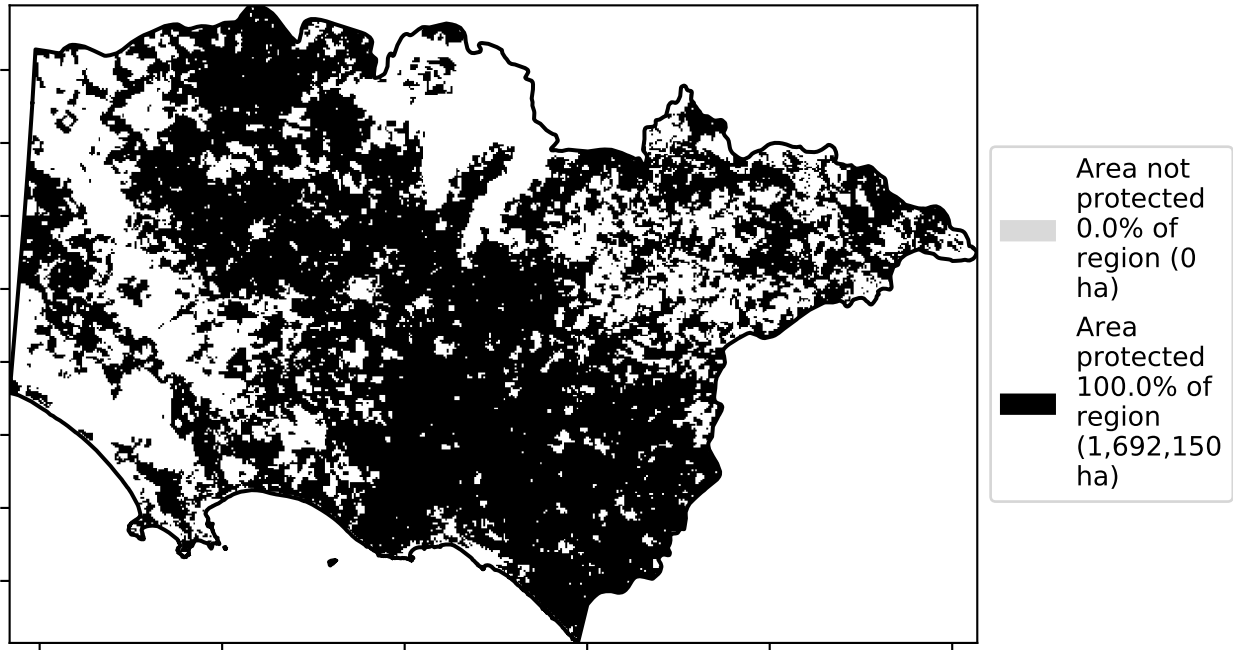 Area not
protected
0.0% of
region (0
ha)
Area
protected
100.0% of
region
(1,692,150
ha)